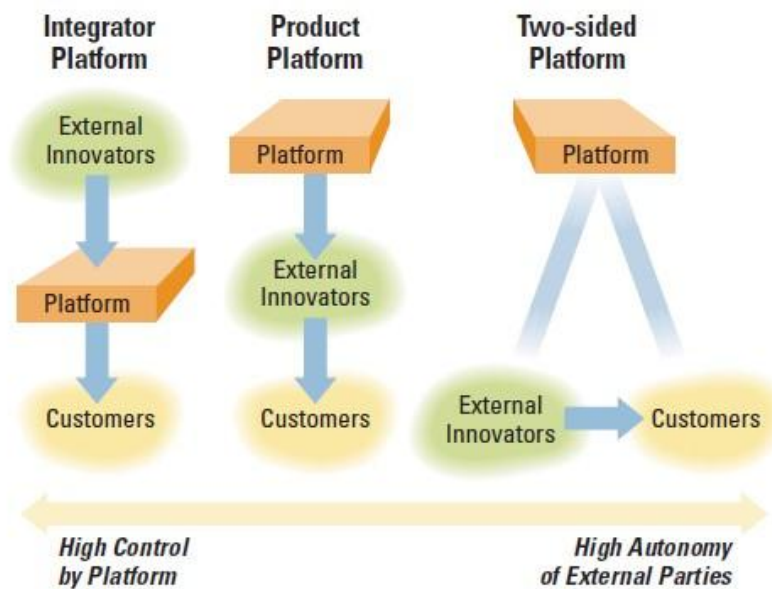 Integrator
Platform
External
Innovators
Platform
Customers
Product
Platform
Platform
External
Innovators
Customers
Two-sided
Platform
Platform
External
Innovators
Customers
High Control
by Platform
High Autonomy
of External Parties